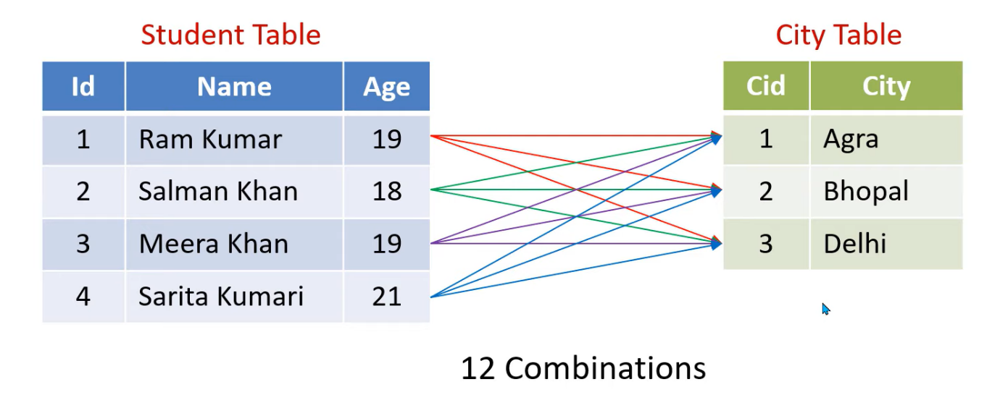 Student Table
Id Name Age
1 Ram Kumar 19
2 Salman Khan 18
3 Meera Khan 19
4 Sarita Kumari 21
City Table
Cid City
1 Agra
2 Bhopal
3 Delhi
12 Combinations